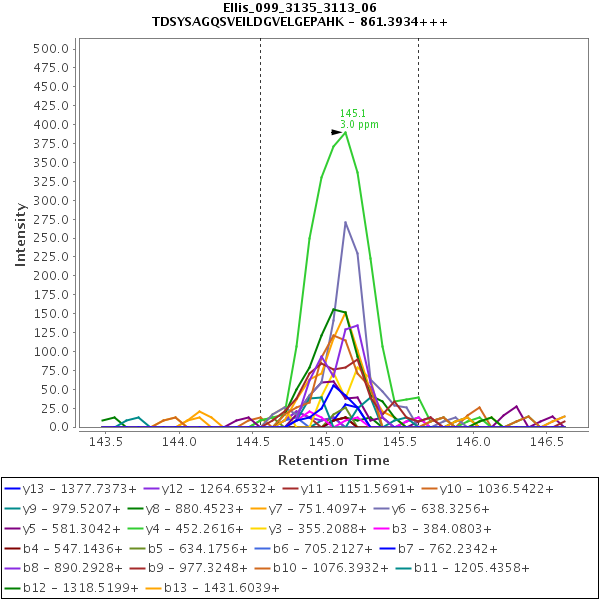 Ellis_099_3135_3113_06
TDSYSAGQSVEILDGVELGEPAHK - 861.3934+++
500.0
475.0
450.0
425.0
400.0
375.0
350.0
325.0
300.0
275.0
250.0
225.0
200.0
175.0
150.0
125.0
100.0
75.0
50.0
25.0
0.0
Intensity
145.1
3.0 ppm
143.5 144.0 144.5 145.0 145.5 146.0 146.5
Retention Time
y13 - 1377.7373+ y12 - 1264.6532+ y11 - 1151.5691+ y10 - 1036.5422+
y9 - 979.5207+ y8 - 880.4523+ y7 - 751.4097+ y6 - 638.3256+
y5 - 581.3042+ y4 - 452.2616+ y3 - 355.2088+ b3 - 384.0803+
b4 - 547.1436+ b5 - 634.1756+ b6 - 705.2127+ b7 - 762.2342+
b8 - 890.2928+ b9 - 977.3248+ b10 - 1076.3932+ b11 - 1205.4358+
b12 - 1318.5199+ b13 - 1431.6039+